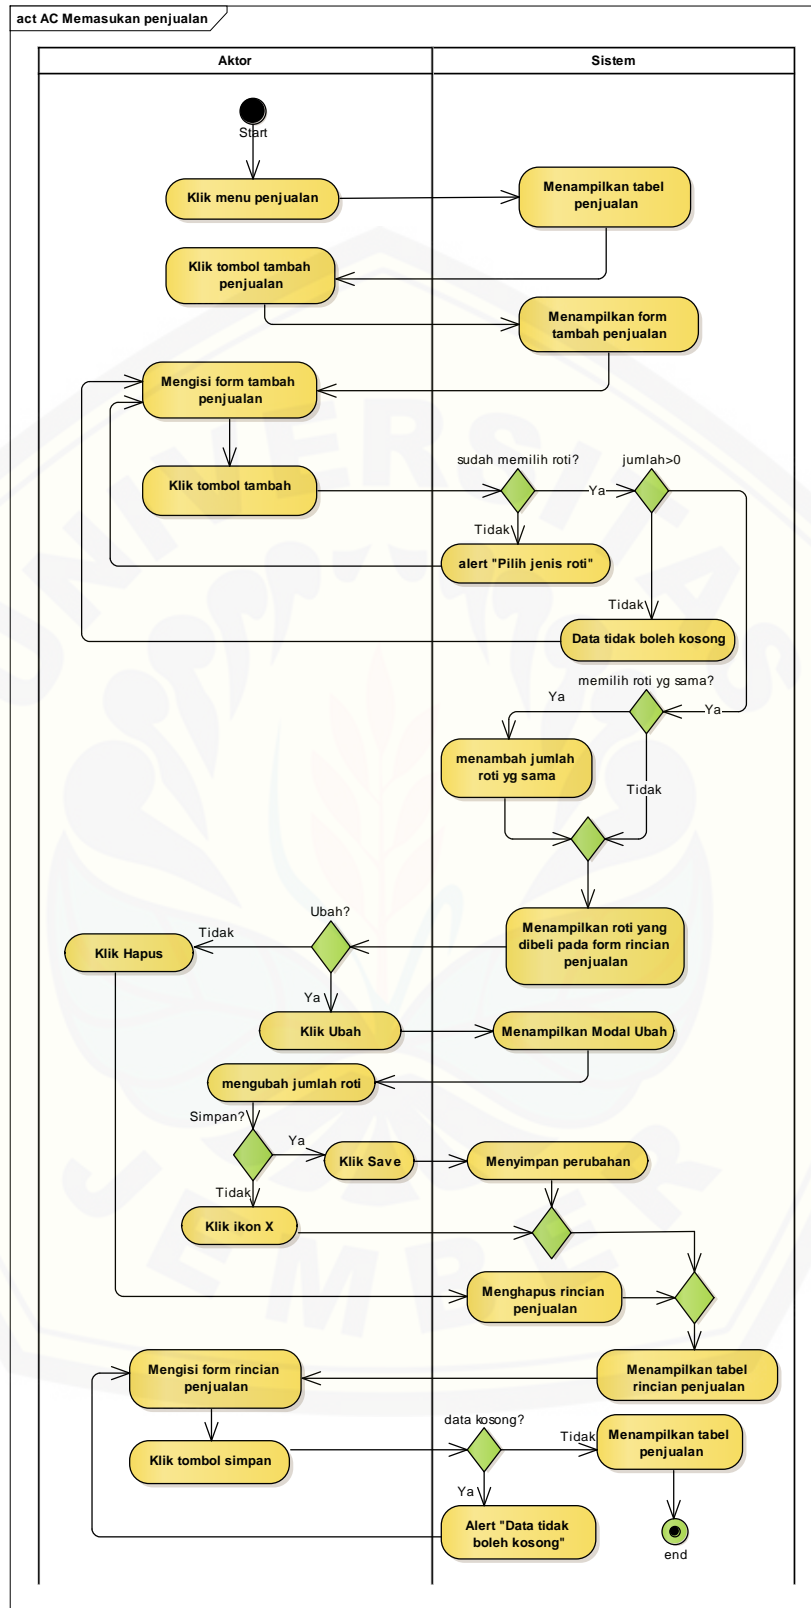 act AC Memasukan penjualan
Aktor
Sistem
Start
Klik menu penjualan
Menampilkan tabel
penjualan
Klik tombol tambah
penjualan
Menampilkan form
tambah penjualan
Mengisi form tambah
penjualan
Klik tombol tambah
sudah memilih roti?
jumlah>0
Ya
Tidak
alert "Pilih jenis roti"
Tidak
Data tidak boleh kosong
memilih roti yg sama?
Ya
Ya
menambah jumlah
roti yg sama
Tidak
Menampilkan roti yang
dibeli pada form rincian
penjualan
Ubah?
Tidak
Klik Hapus
Ya
Klik Ubah
Menampilkan Modal Ubah
mengubah jumlah roti
Simpan?
Ya
Klik Save
Menyimpan perubahan
Tidak
Klik ikon X
Menghapus rincian
penjualan
Menampilkan tabel
rincian penjualan
Mengisi form rincian
penjualan
Klik tombol simpan
data kosong?
Tidak
Menampilkan tabel
penjualan
Ya
Alert "Data tidak
boleh kosong"
end
UNIVERSITAS
JEMBER